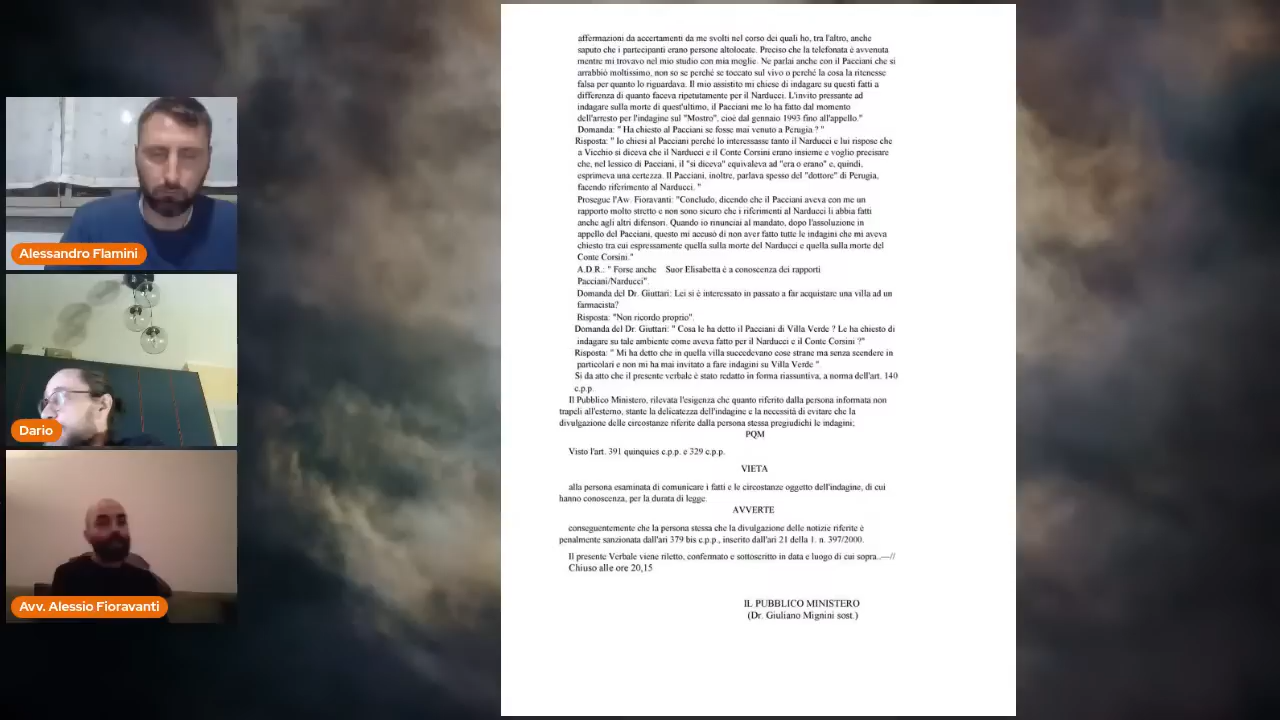 Alessandro Flamini
Dario
Avv. Alessio Fioravanti
affermazioni da accertamenti da me svolti nel corso dei quali ho, tra l'altro, anche
saputo che i partecipanti erano persone altolocate. Preciso che la telefonata è avvenuta
mentre mi trovavo nel mio studio con mia moglie. Ne parlai anche con il Pacciani che si
arrabbiò moltissimo, non so se perché se toccato sul vivo o perché la cosa la ritenesse
falsa per quanto lo riguardava. Il mio assistito mi chiese di indagare su questi fatti a
differenza di quanto faceva ripetutamente per il Narducci. L'invito pressante ad
indagare sulla morte di quest'ultimo, il Pacciani me lo ha fatto dal momento
dell'arresto per l'indagine sul "Mostro", cioè dal gennaio 1993 fino all'appello."
Domanda: " Ha chiesto al Pacciani se fosse mai venuto a Perugia ? "
Risposta: " Io chiesi al Pacciani perché lo interessasse tanto il Narducci e lui rispose che
a Vicchio si diceva che il Narducci e il Conte Corsini erano insieme e voglio precisare
che, nel lessico di Pacciani, il "si diceva" equivaleva ad "era o erano" e, quindi,
esprimeva una certezza. Il Pacciani, inoltre, parlava spesso del "dottore" di Perugia,
facendo riferimento al Narducci. "
Prosegue l'Aw. Fioravanti: "Concludo, dicendo che il Pacciani aveva con me un
rapporto molto stretto e non sono sicuro che i riferimenti al Narducci li abbia fatti
anche agli altri difensori. Quando io rinunciai al mandato, dopo l'assoluzione in
appello del Pacciani, questo mi accusò di non aver fatto tutte le indagini che mi aveva
chiesto tra cui espressamente quella sulla morte del Narducci e quella sulla morte del
Conte Corsini."
A.D.R.: " Forse anche Suor Elisabetta è a conoscenza dei rapporti
Pacciani/Narducci".
Domanda del Dr. Giuttari: Lei si è interessato in passato a far acquistare una villa ad un
farmacista?
Risposta: "Non ricordo proprio".
Domanda del Dr. Giuttari: " Cosa le ha detto il Pacciani di Villa Verde ? Le ha chiesto di
indagare su tale ambiente come aveva fatto per il Narducci e il Conte Corsini ?"
Risposta: " Mi ha detto che in quella villa succedevano cose strane ma senza scendere in
particolari e non mi ha mai invitato a fare indagini su Villa Verde "
Si da atto che il presente verbale è stato redatto in forma riassuntiva, a norma dell'art. 140
c.p.p.
Il Pubblico Ministero, rilevata l'esigenza che quanto riferito dalla persona informata non
trapeli all'esterno, stante la delicatezza dell'indagine e la necessità di evitare che la
divulgazione delle circostanze riferite dalla persona stessa pregiudichi le indagini;
PQM
Visto l'art. 391 quinquies c.p.p. e 329 c.p.p.
VIETA
alla persona esaminata di comunicare i fatti e le circostanze oggetto dell'indagine, di cui
hanno conoscenza, per la durata di legge.
AVVERTE
conseguentemente che la persona stessa che la divulgazione delle notizie riferite è
penalmente sanzionata dall'ari 379 bis c.p.p., inserito dall'ari 21 della 1. n. 397/2000.
Il presente Verbale viene riletto, confermato e sottoscritto in data e luogo di cui sopra..---//
Chiuso alle ore 20,15
IL PUBBLICO MINISTERO
(Dr. Giuliano Mignini sost.)